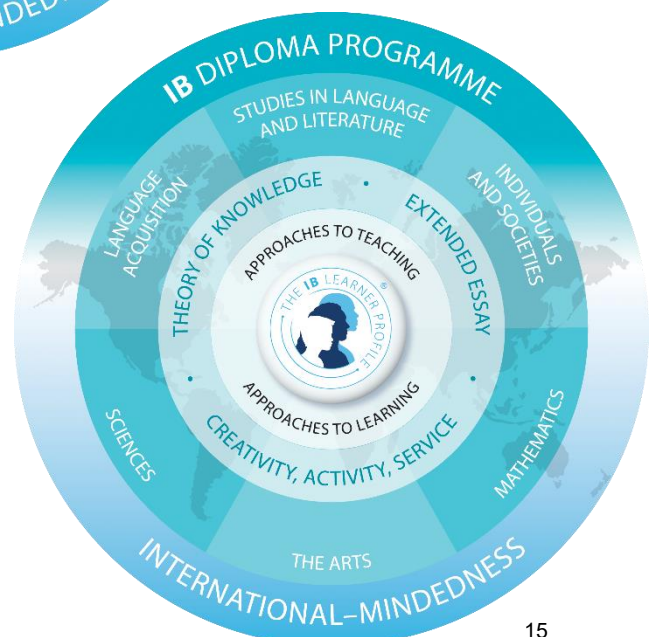 NDEDN
IB DIPLOMA PROGRAMME
STUDIES IN LANGUAGE
AND LITERATURE
LANGUAGE
ACQUISITION
INDIVIDUALS
AND SOCIETIES
THEORY OF KNOWLEDGE
•
EXTENDED ESSAY
APPROACHES TO TEACHING
THE IB LEARNER PROFILE
®
APPROACHES TO LEARNING
•
•
CREATIVITY, ACTIVITY, SERVICE
SCIENCES
MATHEMATICS
THE ARTS
INTERNATIONAL–MINDEDNESS
15